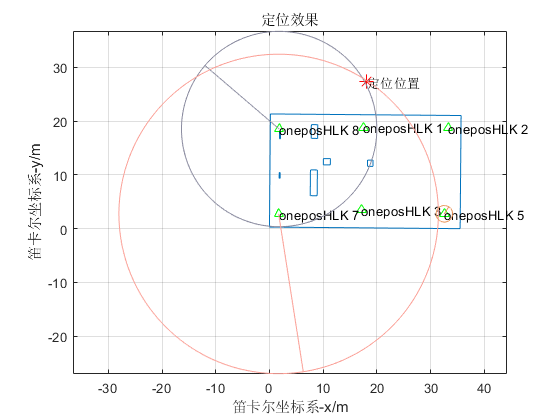 定位效果
笛卡尔坐标系-y/m
30
20
10
0
-10
-20
定位位置
oneposHLK 8
oneposHLK 1
oneposHLK 2
oneposHLK 7
oneposHLK 3
oneposHLK 5
-30
-20
-10
0
10
20
30
40
笛卡尔坐标系-x/m